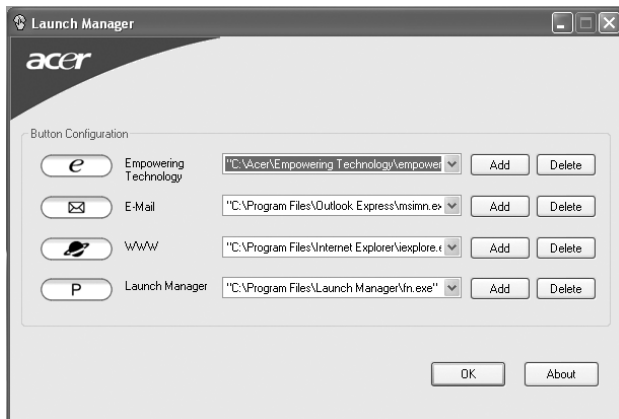 Launch Manager
acer
Button Configuration
e Empowering Technology "C:\Acer\Empowering Technology\empower Add Delete
E-Mail "C:\Program Files\Outlook Express\msimn.ex Add Delete
WWW "C:\Program Files\Internet Explorer\iexplore.e Add Delete
P Launch Manager "C:\Program Files\Launch Manager\fn.exe" Add Delete
OK About